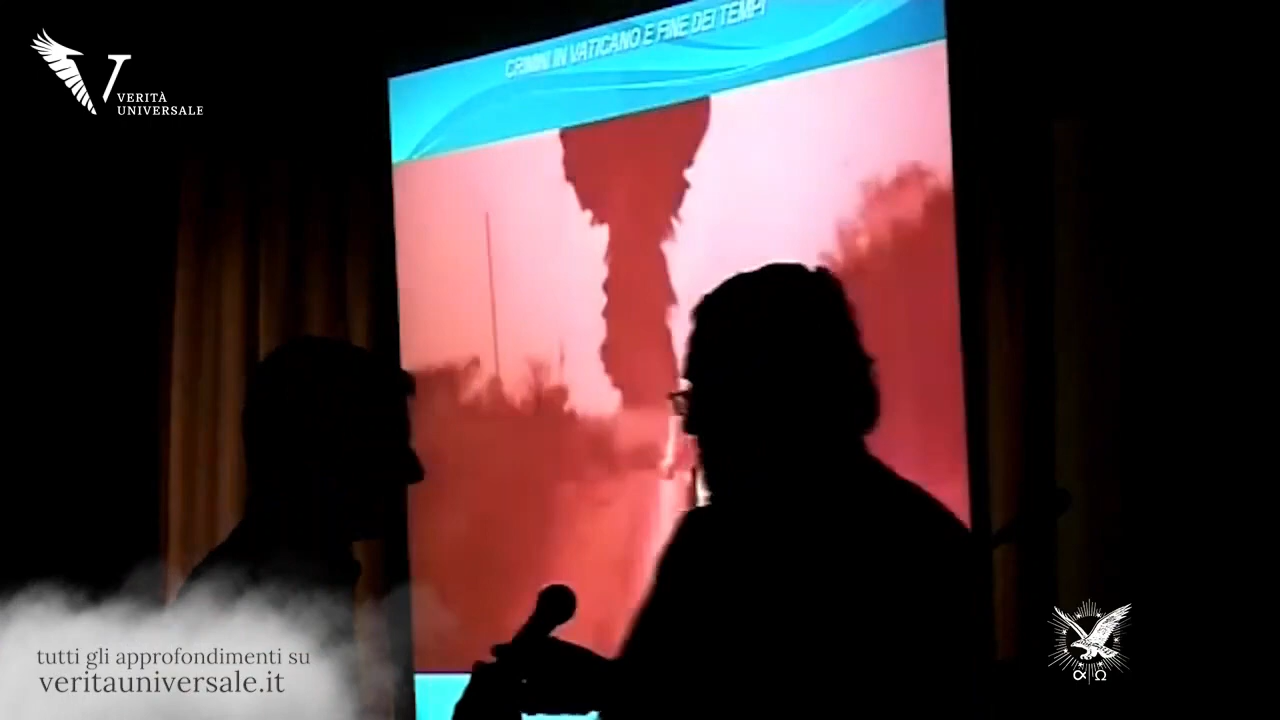 CRIMINI IN VATICANO E FINE DEI TEMPI
VERITÀ
UNIVERSALE
tutti gli approfondimenti su
veritauniversale.it
α Ω